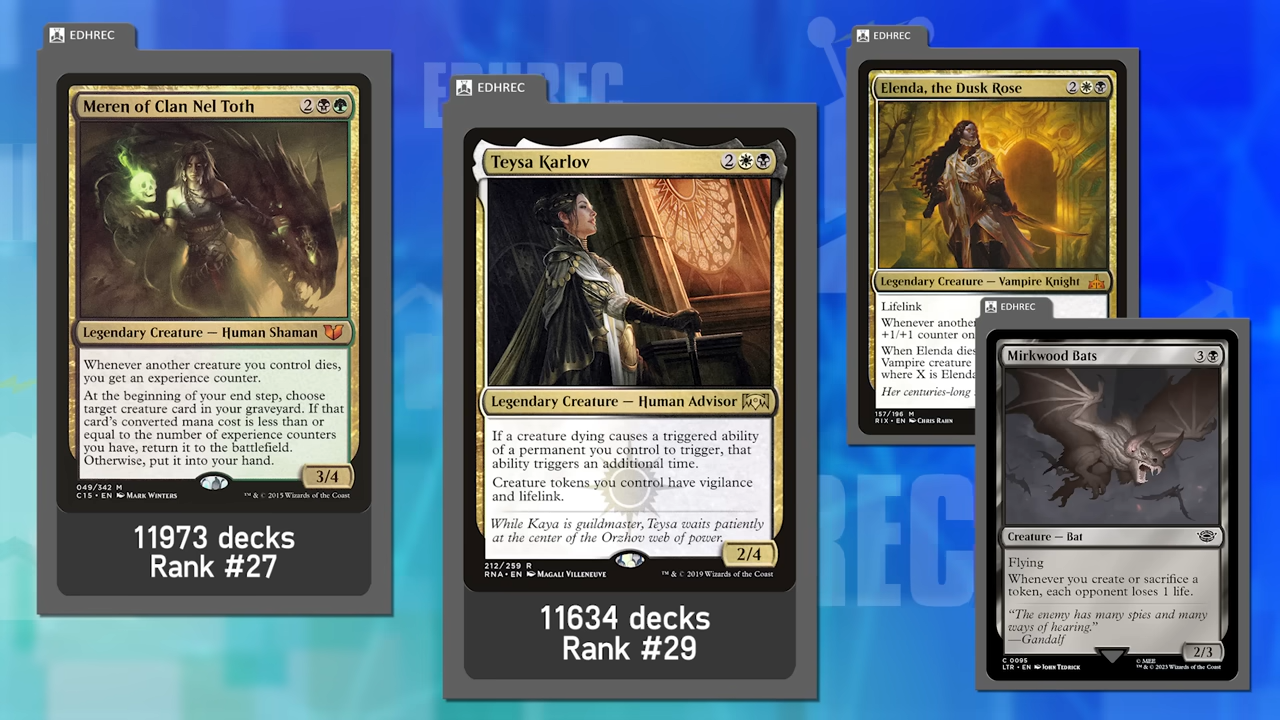 EDHREC
Meren of Clan Nel Toth 2
Legendary Creature — Human Shaman
Whenever another creature you control dies,
you get an experience counter.
At the beginning of your end step, choose
target creature card in your graveyard. If that
card's converted mana cost is less than or
equal to the number of experience counters
you have, return it to the battlefield.
Otherwise, put it into your hand.
3/4
049/342 M
C15 • EN Mark Winters ™ & © 2015 Wizards of the Coast
11973 decks
Rank #27
EDHREC
EDHREC
Teysa Karlov 2
Legendary Creature — Human Advisor
If a creature dying causes a triggered ability
of a permanent you control to trigger, that
ability triggers an additional time.
Creature tokens you control have vigilance
and lifelink.
While Kaya is guildmaster, Teysa waits patiently
at the center of the Orzhov web of power.
2/4
212/259 R
RNA • EN Magali Villeneuve ™ & © 2019 Wizards of the Coast
11634 decks
Rank #29
EDHREC
Elenda, the Dusk Rose 2
Legendary Creature — Vampire Knight
Lifelink
Whenever another
+1/+1 counter on
When Elenda dies
Vampire creature
where X is Elenda
Her centuries-long
157/196 M
RIX • EN Chris Rahn
REC
EDHREC
Mirkwood Bats 3
Creature — Bat
Flying
Whenever you create or sacrifice a
token, each opponent loses 1 life.
"The enemy has many spies and many
ways of hearing."
—Gandalf
2/3
C 0095
LTR • EN John Tedrick
© MEE
™ & © 2023 Wizards of the Coast